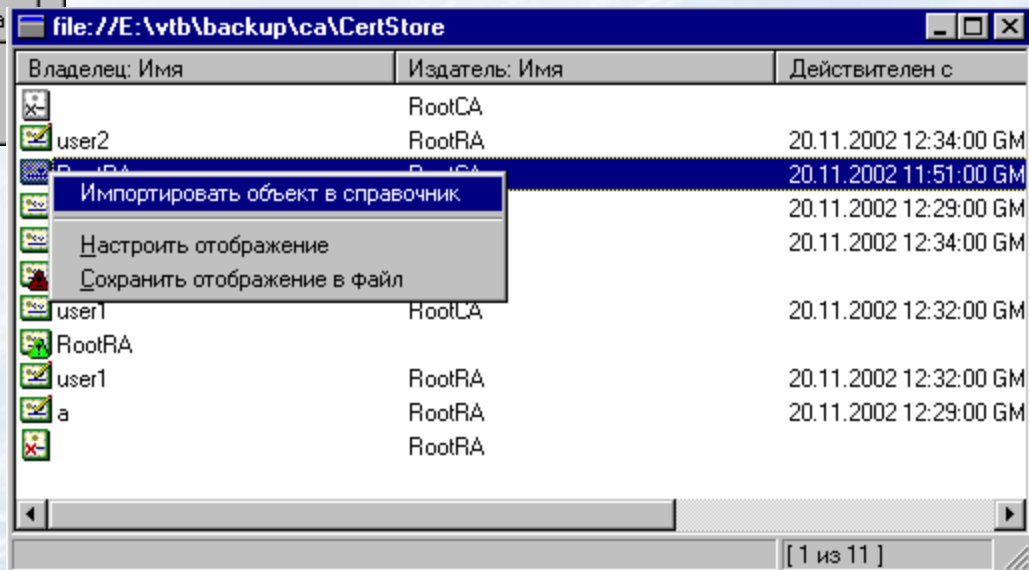 file://E:\vtb\backup\ca\CertStore
Владелец: Имя Издатель: Имя Действителен с
RootCA
user2 RootRA 20.11.2002 12:34:00 GM
20.11.2002 11:51:00 GM
Импортировать объект в справочник
20.11.2002 12:29:00 GM
Настроить отображение 20.11.2002 12:34:00 GM
Сохранить отображение в файл
user1 RootCA 20.11.2002 12:32:00 GM
RootRA
user1 RootRA 20.11.2002 12:32:00 GM
a RootRA 20.11.2002 12:29:00 GM
RootRA
[ 1 из 11 ]